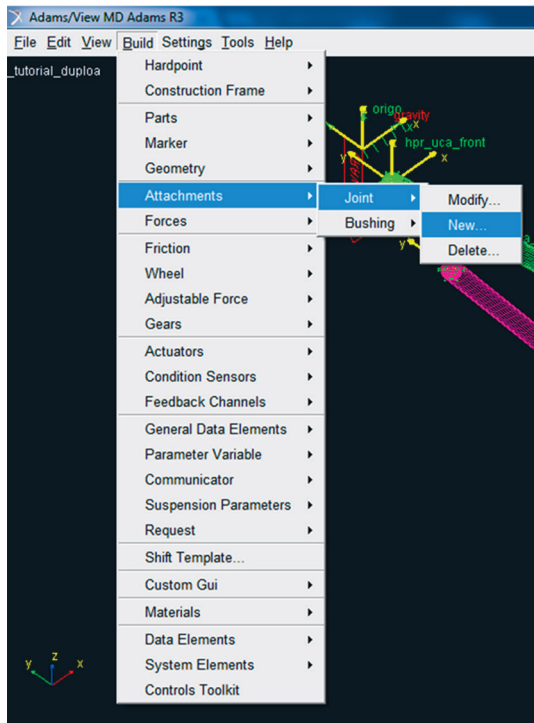 Adams/View MD Adams R3
File Edit View Build Settings Tools Help
_tutorial_duploa
Hardpoint
Construction Frame
Parts
Marker
Geometry
Attachments
Forces
Friction
Wheel
Adjustable Force
Gears
Actuators
Condition Sensors
Feedback Channels
General Data Elements
Parameter Variable
Communicator
Suspension Parameters
Request
Shift Template...
Custom Gui
Materials
Data Elements
System Elements
Controls Toolkit
Joint
Bushing
Modify...
New...
Delete...
origo
gravity
x
hpr_uca_front
y
x
y
y z x